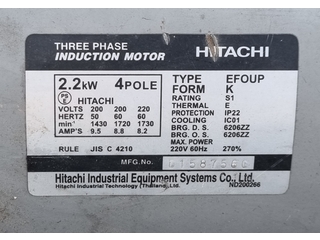 THREE PHASE
INDUCTION MOTOR
HITACHI
2.2kW 4POLE
PS E HITACHI
VOLTS 200 200 220
HERTZ 50 60 60
min⁻¹ 1430 1720 1730
AMP'S 9.5 8.8 8.2
RULE JIS C 4210
TYPE EFOUP
FORM K
RATING S1
THERMAL E
PROTECTION IP22
COOLING IC01
BRG. D. S. 6206ZZ
BRG. O. S. 6206ZZ
MAX. POWER
220V 60Hz 270%
MFG.No.
Hitachi Industrial Equipment Systems Co., Ltd.
Hitachi Industrial Technology (Thailand), Ltd. ND200266